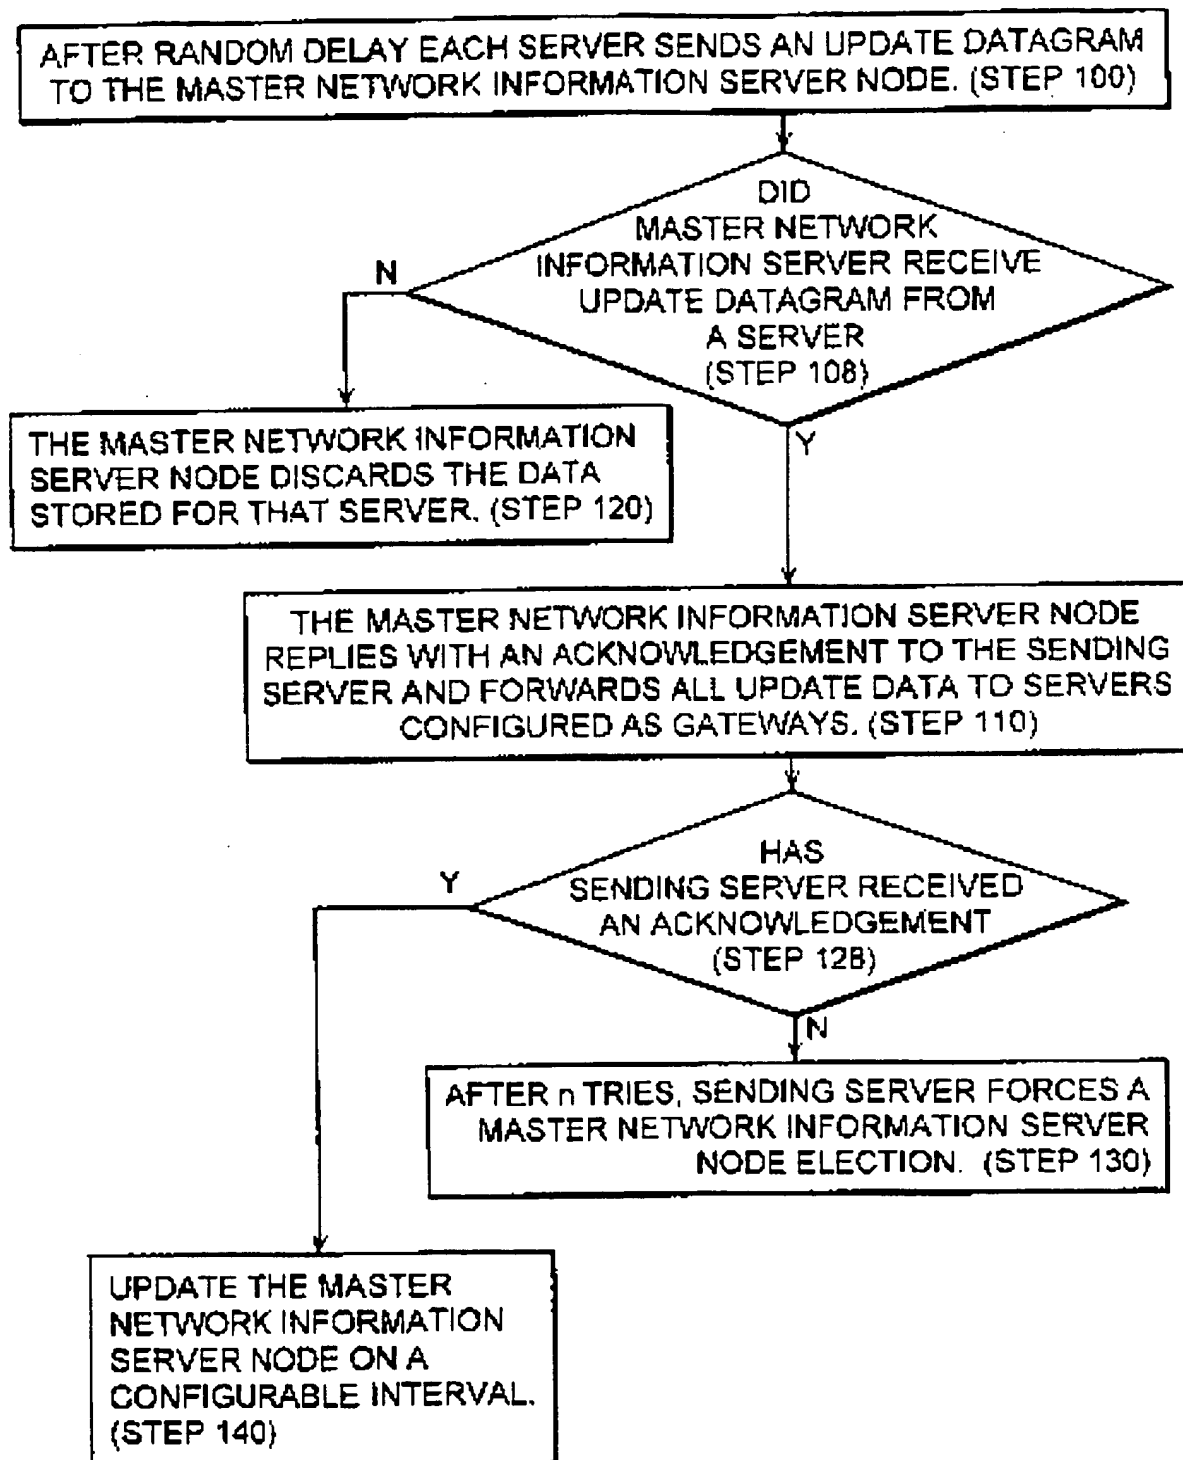 AFTER RANDOM DELAY EACH SERVER SENDS AN UPDATE DATAGRAM
TO THE MASTER NETWORK INFORMATION SERVER NODE. (STEP 100)
DID
MASTER NETWORK
INFORMATION SERVER RECEIVE
UPDATE DATAGRAM FROM
A SERVER
(STEP 108)
N
Y
THE MASTER NETWORK INFORMATION
SERVER NODE DISCARDS THE DATA
STORED FOR THAT SERVER. (STEP 120)
THE MASTER NETWORK INFORMATION SERVER NODE
REPLIES WITH AN ACKNOWLEDGEMENT TO THE SENDING
SERVER AND FORWARDS ALL UPDATE DATA TO SERVERS
CONFIGURED AS GATEWAYS. (STEP 110)
HAS
SENDING SERVER RECEIVED
AN ACKNOWLEDGEMENT
(STEP 128)
Y
N
AFTER n TRIES, SENDING SERVER FORCES A
MASTER NETWORK INFORMATION SERVER
NODE ELECTION. (STEP 130)
UPDATE THE MASTER
NETWORK INFORMATION
SERVER NODE ON A
CONFIGURABLE INTERVAL.
(STEP 140)